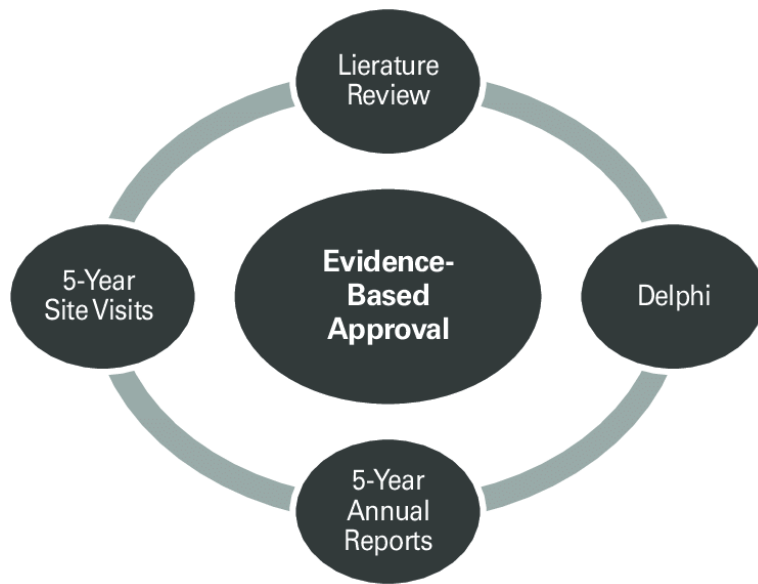 Lierature
Review
5-Year
Site Visits
Evidence-
Based
Approval
Delphi
5-Year
Annual
Reports